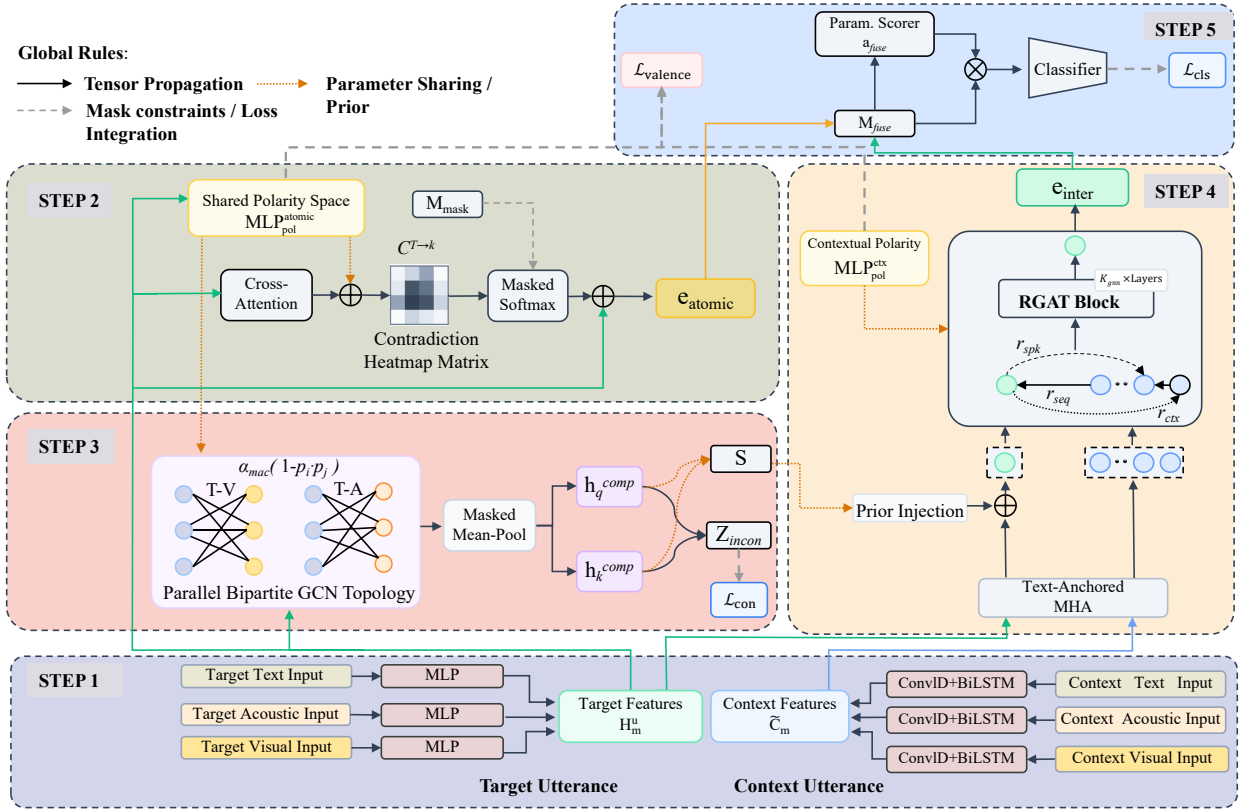 Global Rules:
Tensor Propagation
Parameter Sharing /
Prior
Mask constraints / Loss
Integration
STEP 5
Param. Scorer
a_fuse
ℒ_valence
Classifier
ℒ_cls
M_fuse
STEP 2
Shared Polarity Space
MLP_pol^atomic
M_mask
C^T→k
Cross-
Attention
Masked
Softmax
e_atomic
Contradiction
Heatmap Matrix
STEP 4
e_inter
Contextual Polarity
MLP_pol^ctx
K_gnn ×Layers
RGAT Block
r_spk
r_seq
r_ctx
Prior Injection
Text-Anchored
MHA
STEP 3
α_mac( 1-p_i·p_j )
T-V
T-A
Parallel Bipartite GCN Topology
Masked
Mean-Pool
h_q^comp
h_k^comp
S
Z_incon
ℒ_con
STEP 1
Target Text Input
MLP
Target Acoustic Input
MLP
Target Visual Input
MLP
Target Features
H_m^u
Context Features
C̃_m
ConvlD+BiLSTM
Context Text Input
ConvlD+BiLSTM
Context Acoustic Input
ConvlD+BiLSTM
Context Visual Input
Target Utterance
Context Utterance